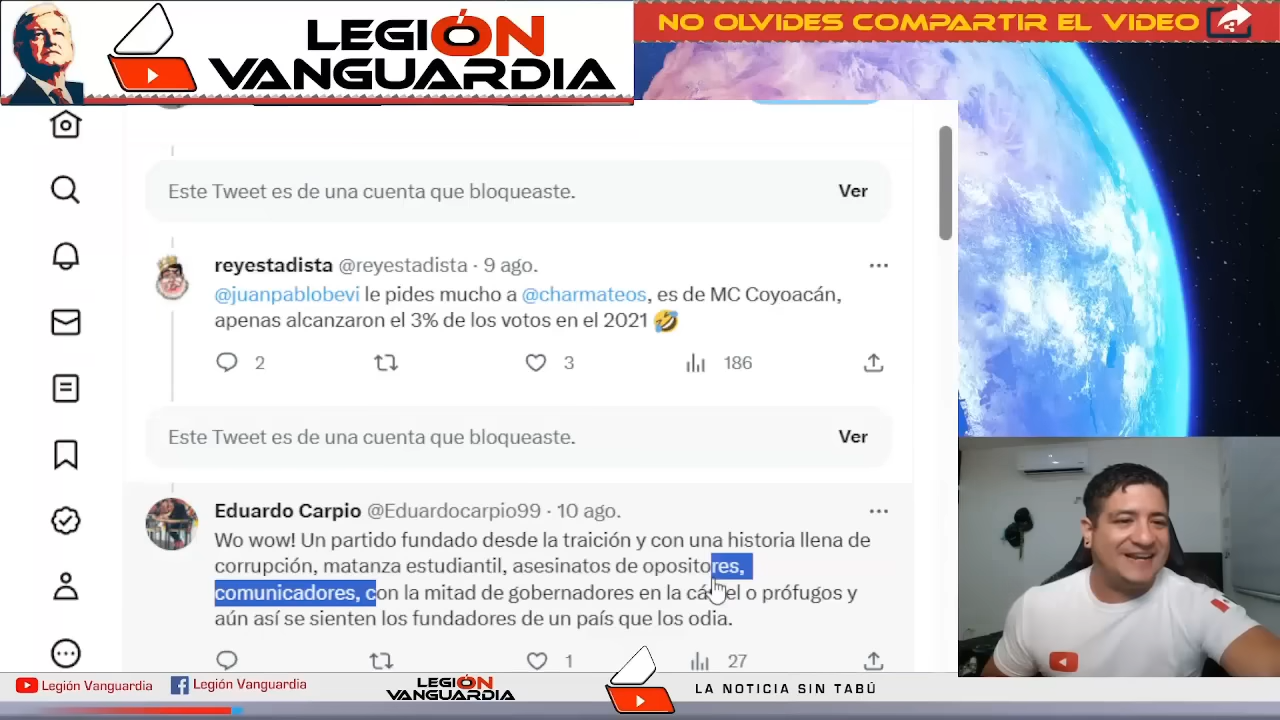 LEGIÓN
VANGUARDIA
NO OLVIDES COMPARTIR EL VIDEO
Este Tweet es de una cuenta que bloqueaste.
Ver
reyestadista @reyestadista · 9 ago.
@juanpablobevi le pides mucho a @charmateos, es de MC Coyoacán,
apenas alcanzaron el 3% de los votos en el 2021 🤣
2 3 186
Este Tweet es de una cuenta que bloqueaste.
Ver
Eduardo Carpio @Eduardocarpio99 · 10 ago.
Wo wow! Un partido fundado desde la traición y con una historia llena de
corrupción, matanza estudiantil, asesinatos de opositores,
comunicadores, con la mitad de gobernadores en la cárcel o prófugos y
aún así se sienten los fundadores de un país que los odia.
1 27
Legión Vanguardia
Legión Vanguardia
LEGIÓN
VANGUARDIA
LA NOTICIA SIN TABÚ